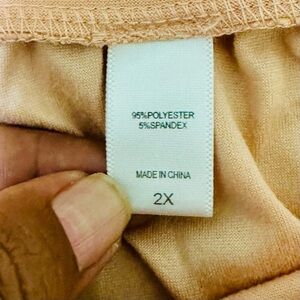 95%POLYESTER
5%SPANDEX
MADE IN CHINA
2X